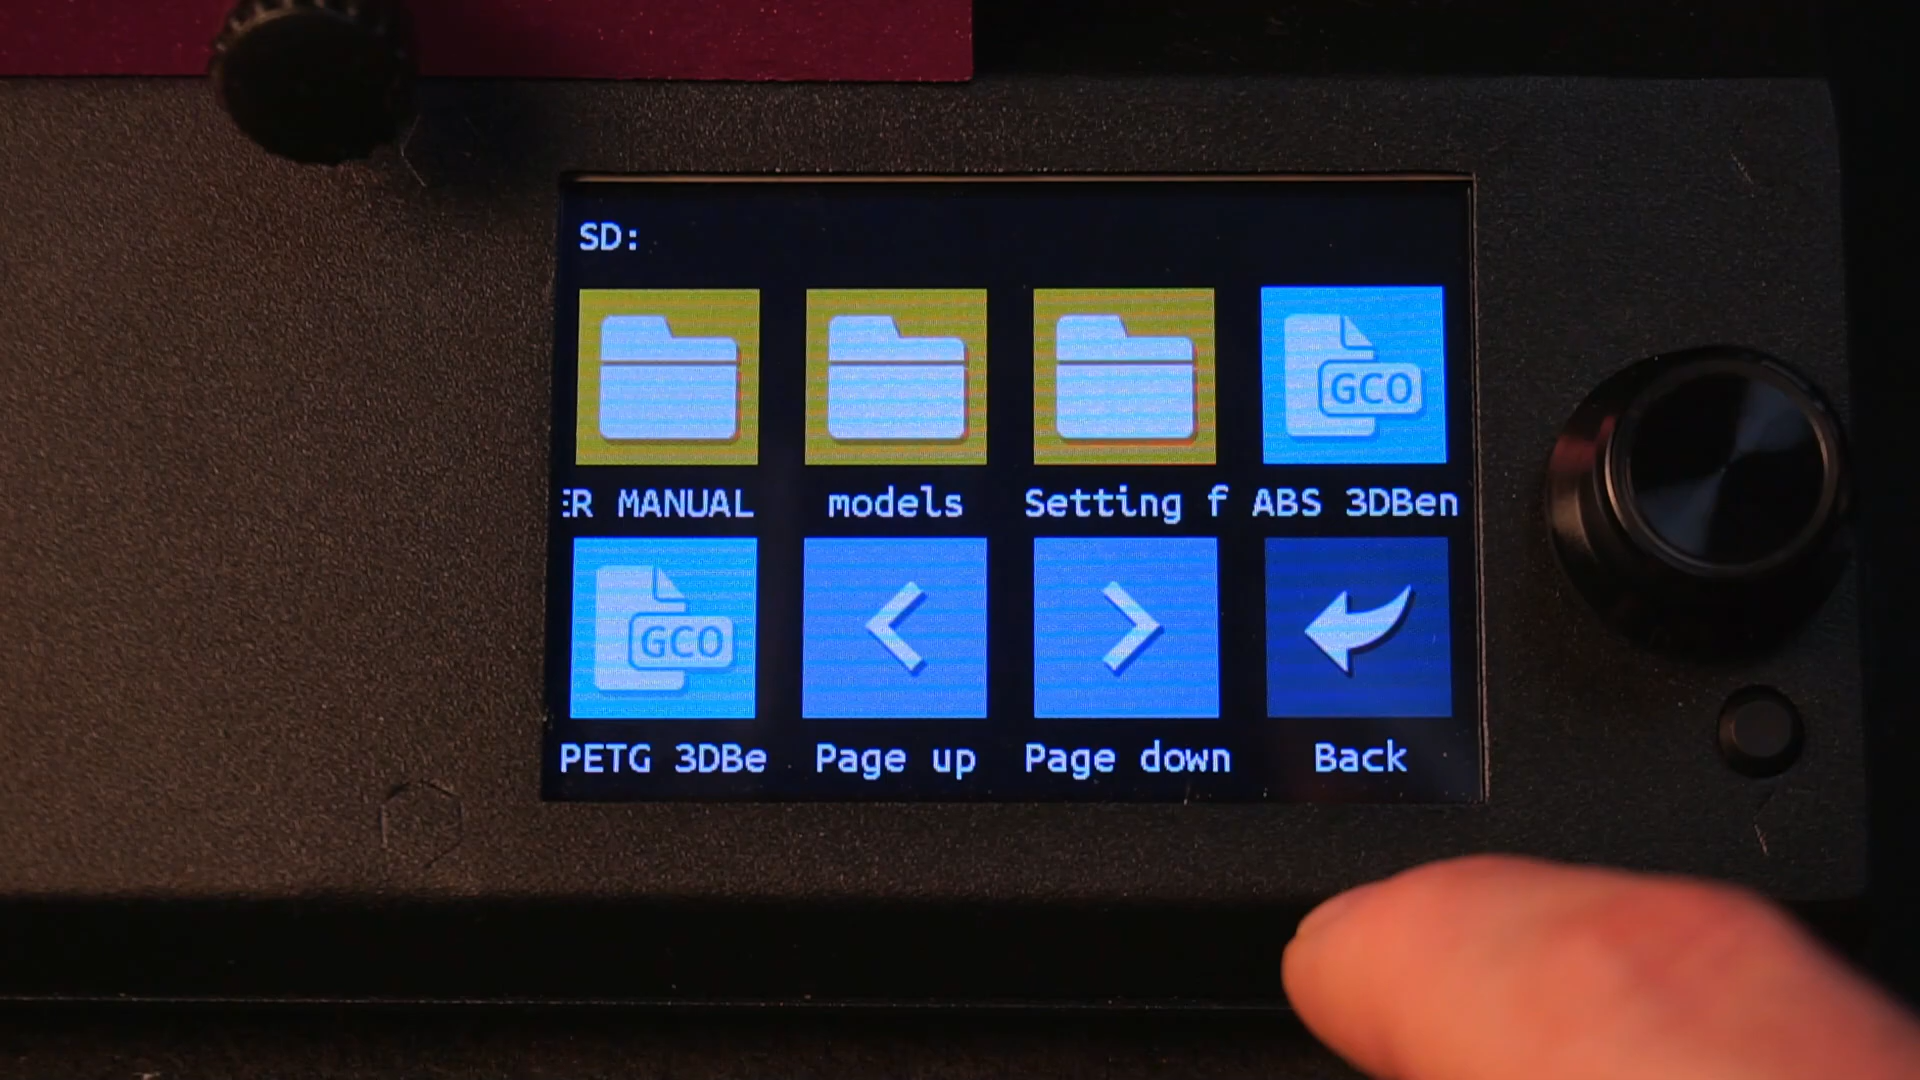 SD:
GCO
ER MANUAL models Setting f ABS 3DBen
GCO
PETG 3DBe Page up Page down Back